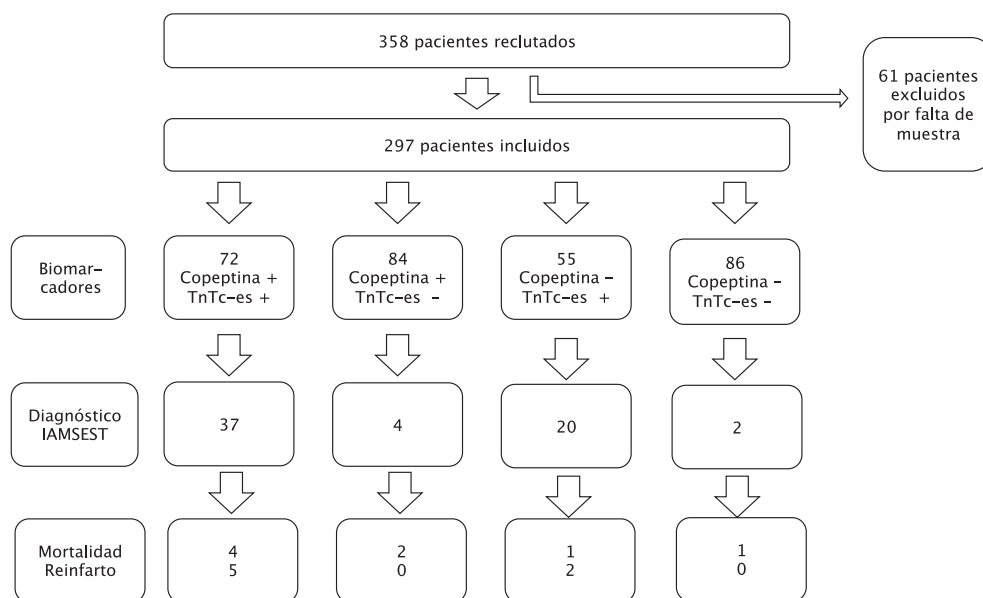 358 pacientes reclutados
61 pacientes
excluidos
por falta de
muestra
297 pacientes incluidos
Biomar-
cadores
72
Copeptina +
TnTc-es +
84
Copeptina +
TnTc-es -
55
Copeptina -
TnTc-es +
86
Copeptina -
TnTc-es -
Diagnóstico
IAMSEST
37
4
20
2
Mortalidad
Reinfarto
4
5
2
0
1
2
1
0